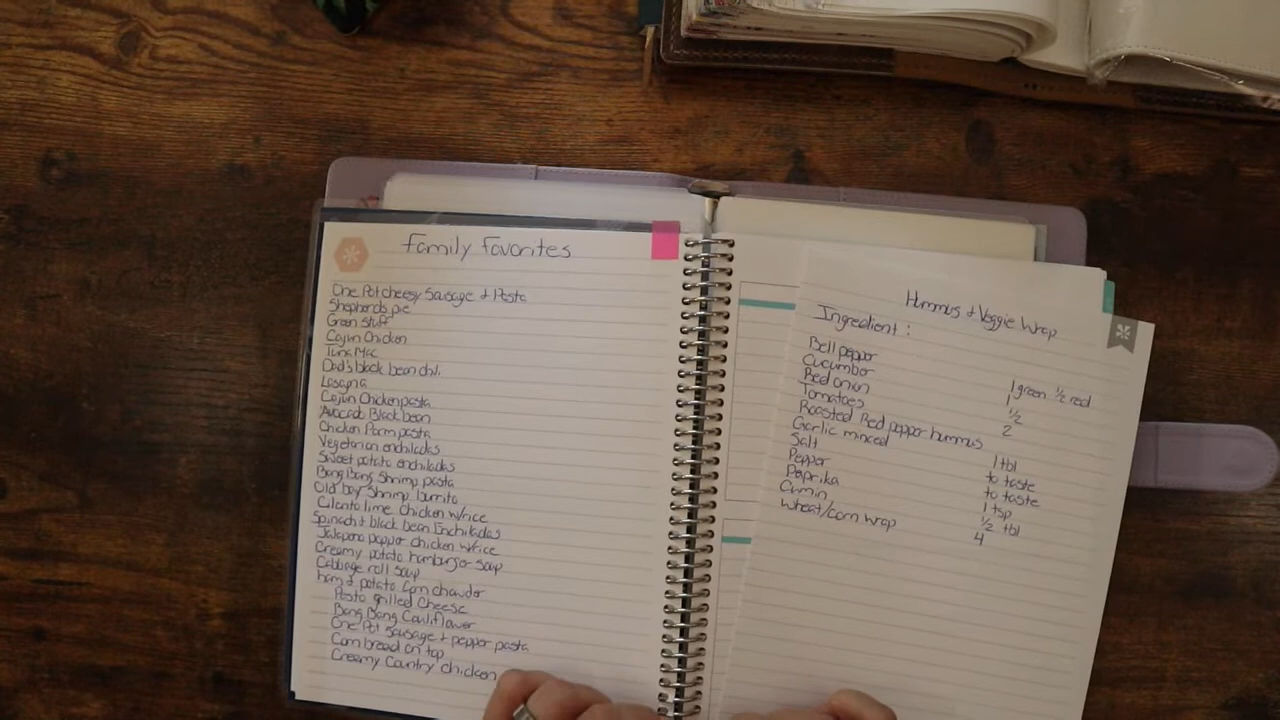 Family Favorites
One Pot cheesy Sausage + Pasta
Shepherds pie
Green Stuff
Cajun Chicken
Tuna Mac
Dad's black bean chili
Lasagna
Cajun Chicken pasta
Avocado Black bean
Chicken Parm pasta
Vegetarian enchiladas
Sweet potato enchiladas
Bang Bang Shrimp pasta
Old bay Shrimp burrito
Cilanto lime chicken w/rice
Spinach + black bean Enchiladas
Jalapeno popper chicken w/rice
Creamy potato hamburger soup
Cabbage roll soup
ham + potato Corn chowder
Pesto grilled Cheese
Bang Bang Cauliflower
One Pot Sausage + pepper pasta
Corn bread on top
Creamy Country chicken
Hummus + Veggie Wrap
Ingredient :
Bell pepper 1 green 1/2 red
Cucumber 1
Red onion 1/2
Tomatoes 2
Roasted Red pepper hummus
Garlic minced 1 tbl
Salt to taste
Pepper to taste
Paprika 1 tsp
Cumin 1/2 tbl
Wheat/corn wrap 4